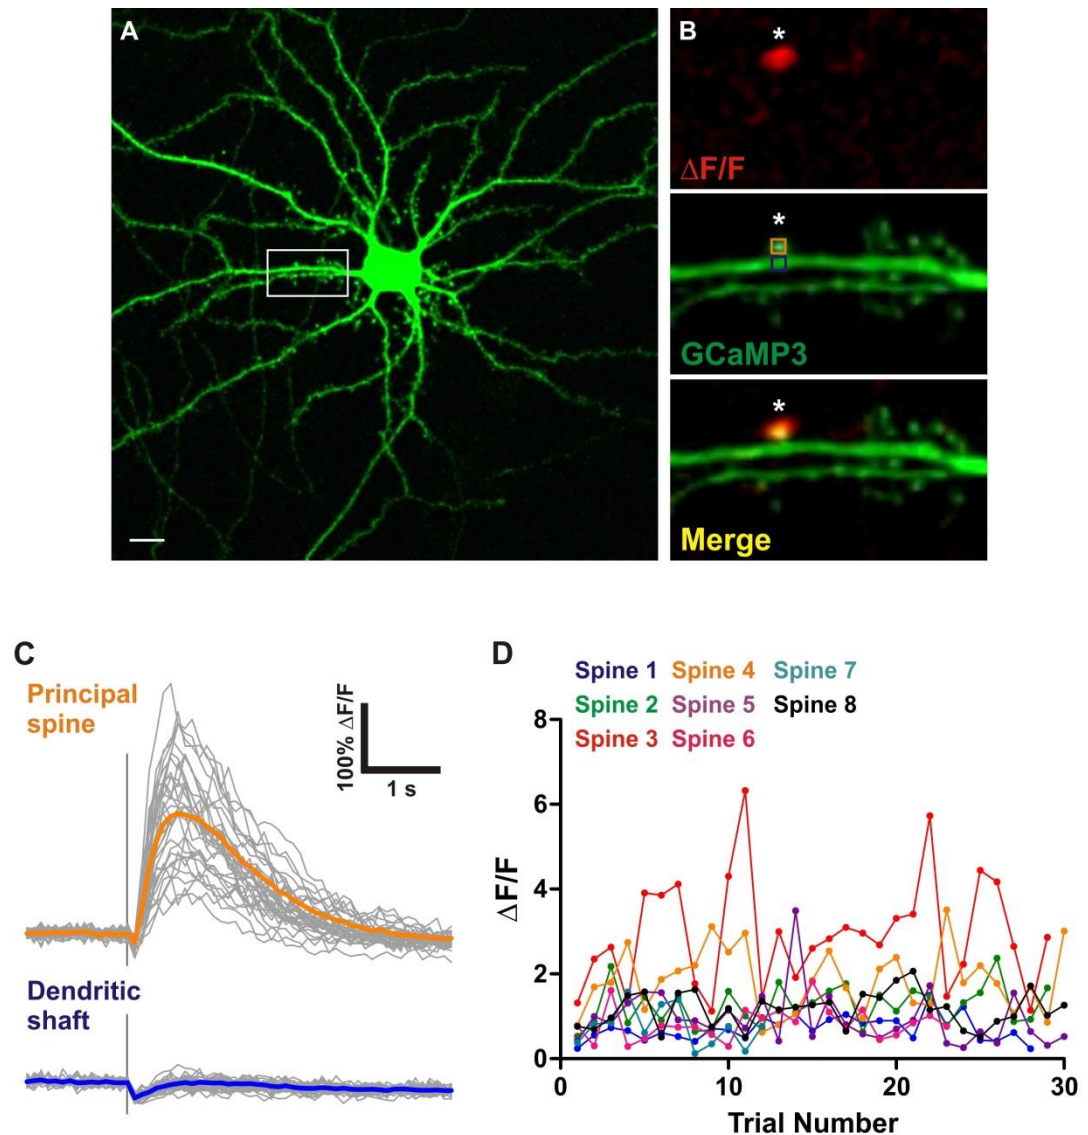 A
B
*
ΔF/F
*
GCaMP3
*
Merge
C
Principal
spine
100% ΔF/F
1 s
Dendritic
shaft
D
Spine 1 Spine 4 Spine 7
Spine 2 Spine 5 Spine 8
Spine 3 Spine 6
8
6
4
2
0
ΔF/F
0 10 20 30
Trial Number